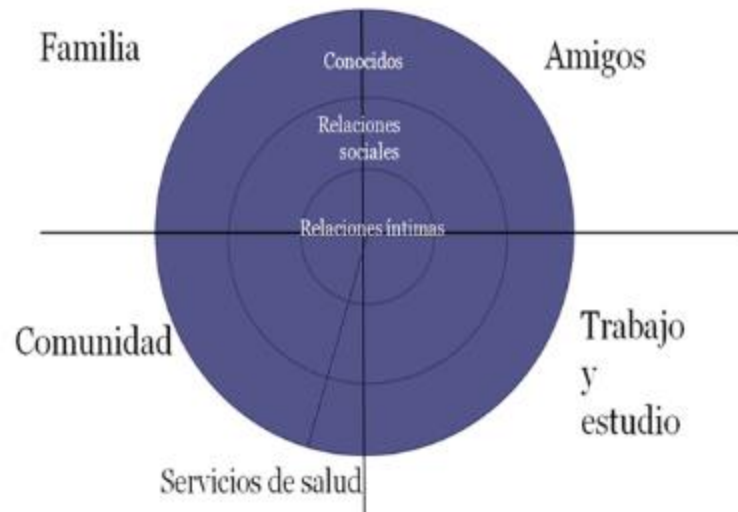 Familia
Conocidos
Amigos
Relaciones
sociales
Relaciones íntimas
Comunidad
Trabajo
y
estudio
Servicios de salud